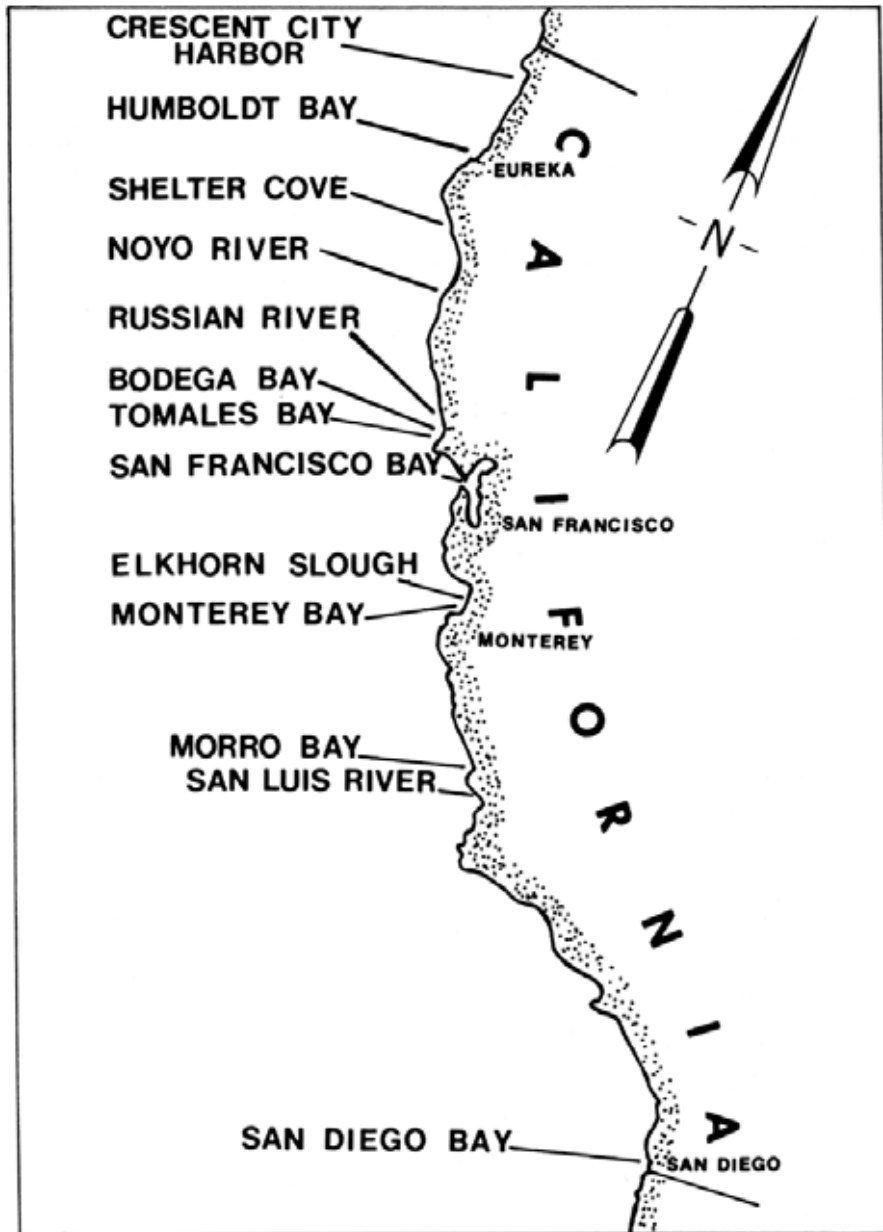 CRESCENT CITY
HARBOR
HUMBOLDT BAY
EUREKA
SHELTER COVE
NOYO RIVER
N
RUSSIAN RIVER
BODEGA BAY
TOMALES BAY
SAN FRANCISCO BAY
SAN FRANCISCO
ELKHORN SLOUGH
MONTEREY BAY
MONTEREY
MORRO BAY
SAN LUIS RIVER
SAN DIEGO BAY
SAN DIEGO
CALIFORNIA